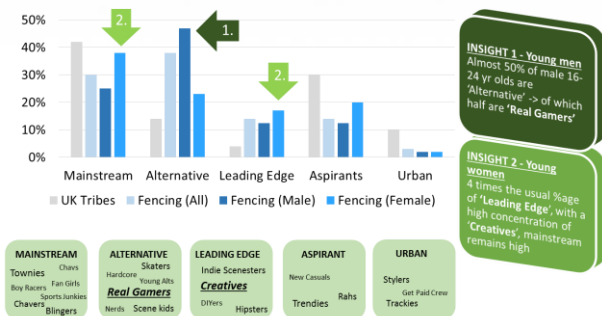 50%
40%
30%
20%
10%
0%
2.
1.
2.
Mainstream Alternative Leading Edge Aspirants Urban
UK Tribes Fencing (All) Fencing (Male) Fencing (Female)
INSIGHT 1 - Young men
Almost 50% of male 16-
24 yr olds are
'Alternative' -> of which
half are 'Real Gamers'
INSIGHT 2 - Young
women
4 times the usual %age
of 'Leading Edge', with a
high concentration of
'Creatives', mainstream
remains high
MAINSTREAM
Chavs
Townies
Fan Girls
Boy Racers
Sports Junkies
Chavers
Blingers
ALTERNATIVE
Skaters
Hardcore
Young Alts
Real Gamers
Nerds
Scene kids
LEADING EDGE
Indie Scenesters
Creatives
DIYers
Hipsters
ASPIRANT
New Casuals
Rahs
Trendies
URBAN
Stylers
Get Paid Crew
Trackies